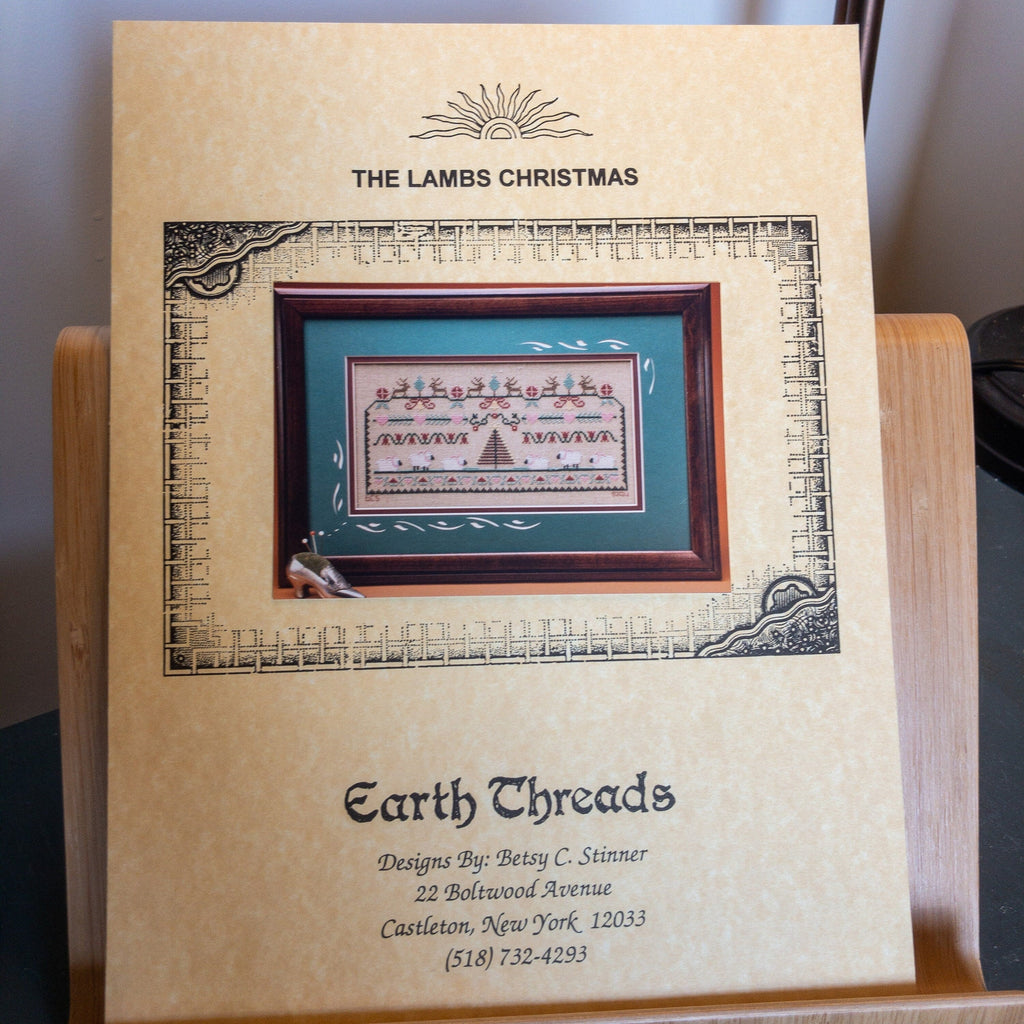 THE LAMBS CHRISTMAS
Earth Threads
Designs By: Betsy C. Stinner
22 Boltwood Avenue
Castleton, New York 12033
(518) 732-4293